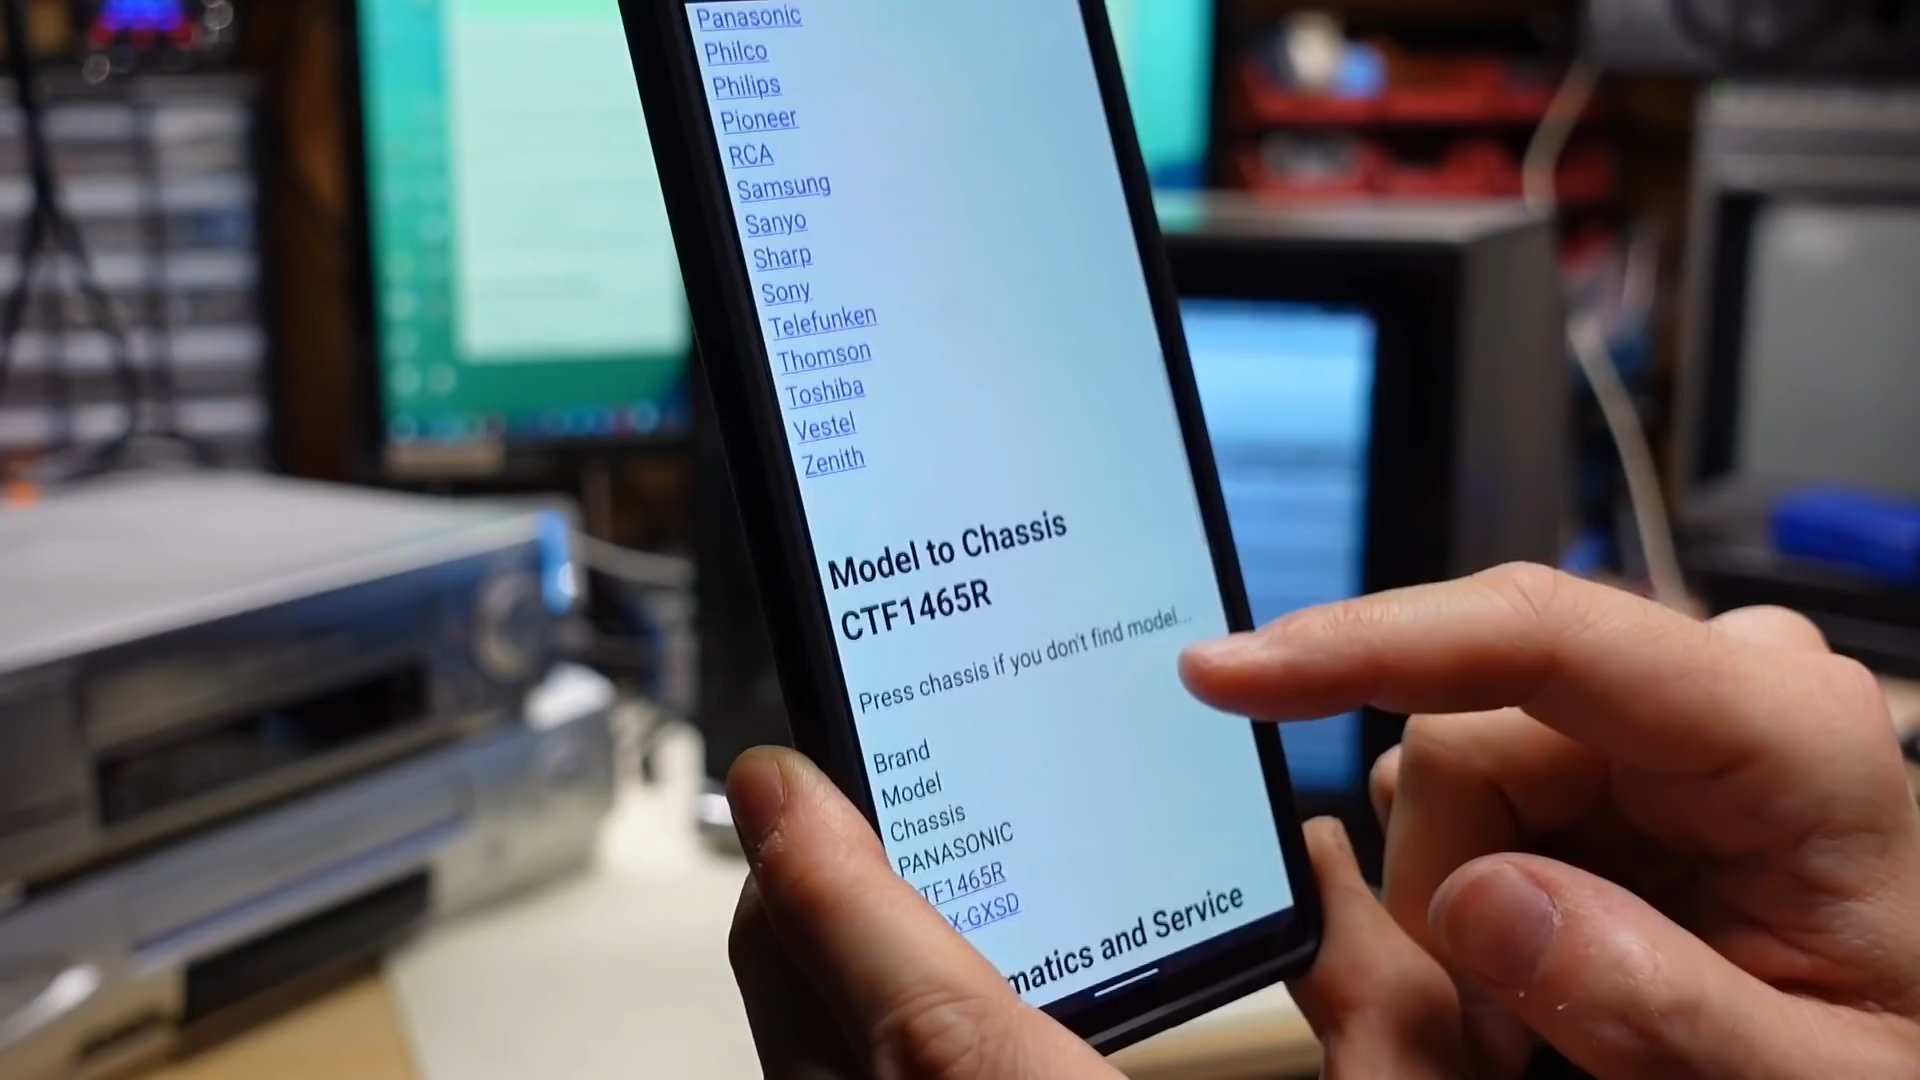 Panasonic
Philco
Philips
Pioneer
RCA
Samsung
Sanyo
Sharp
Sony
Telefunken
Thomson
Toshiba
Vestel
Zenith
Model to Chassis
CTF1465R
Press chassis if you don't find model...
Brand
Model
Chassis
PANASONIC
TF1465R
X-GXSD
matics and Service